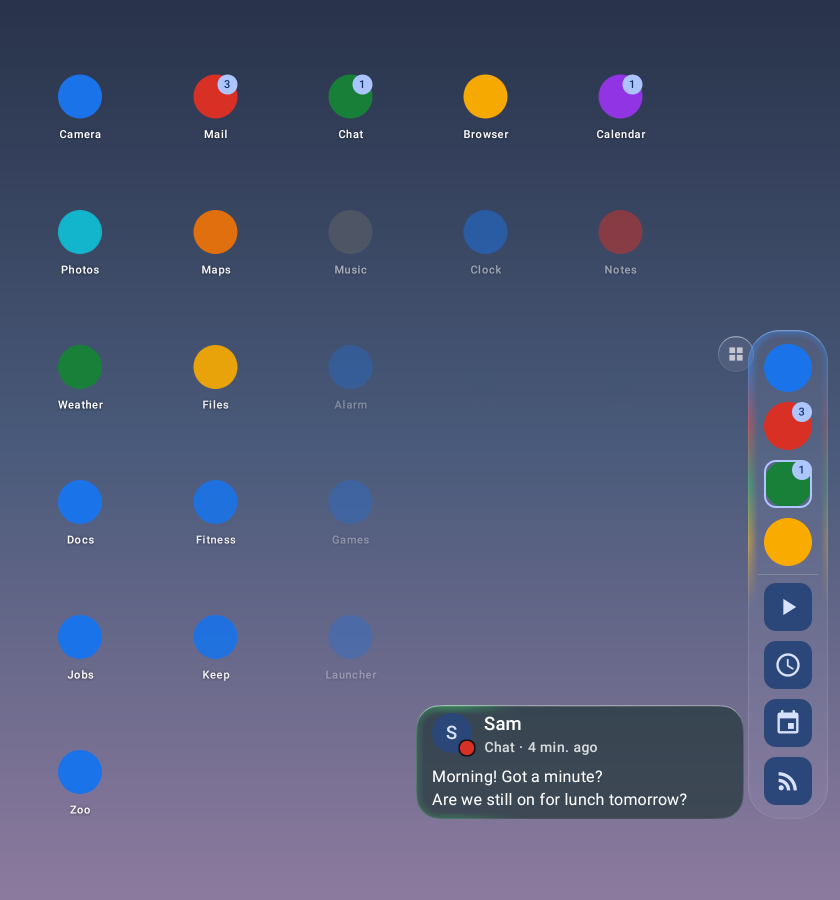 3
1
1
Camera
Mail
Chat
Browser
Calendar
Photos
Maps
Music
Clock
Notes
3
Weather
Files
Alarm
1
Docs
Fitness
Games
Jobs
Keep
Launcher
S
Sam
Chat · 4 min. ago
Morning! Got a minute?
Are we still on for lunch tomorrow?
Zoo